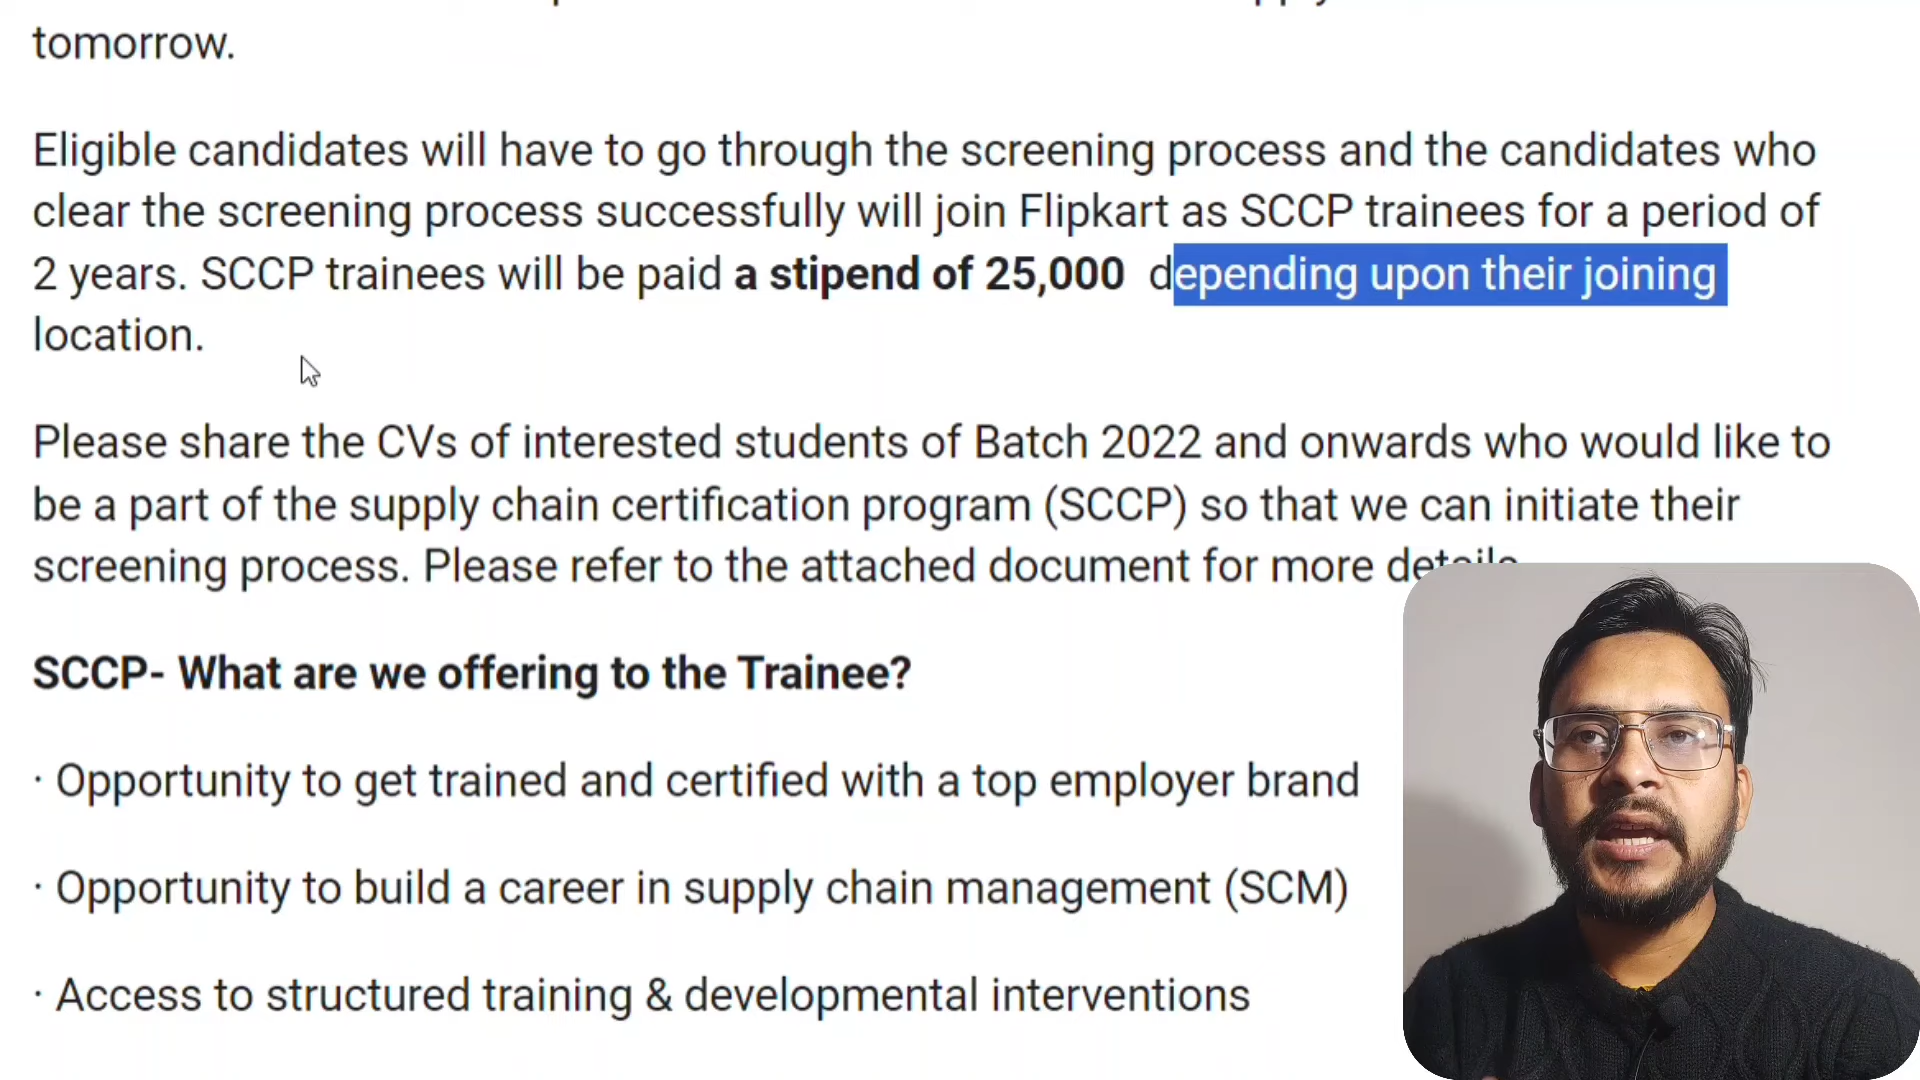 tomorrow.
Eligible candidates will have to go through the screening process and the candidates who
clear the screening process successfully will join Flipkart as SCCP trainees for a period of
2 years. SCCP trainees will be paid a stipend of 25,000 depending upon their joining
location.
Please share the CVs of interested students of Batch 2022 and onwards who would like to
be a part of the supply chain certification program (SCCP) so that we can initiate their
screening process. Please refer to the attached document for more details
SCCP- What are we offering to the Trainee?
· Opportunity to get trained and certified with a top employer brand
· Opportunity to build a career in supply chain management (SCM)
· Access to structured training & developmental interventions